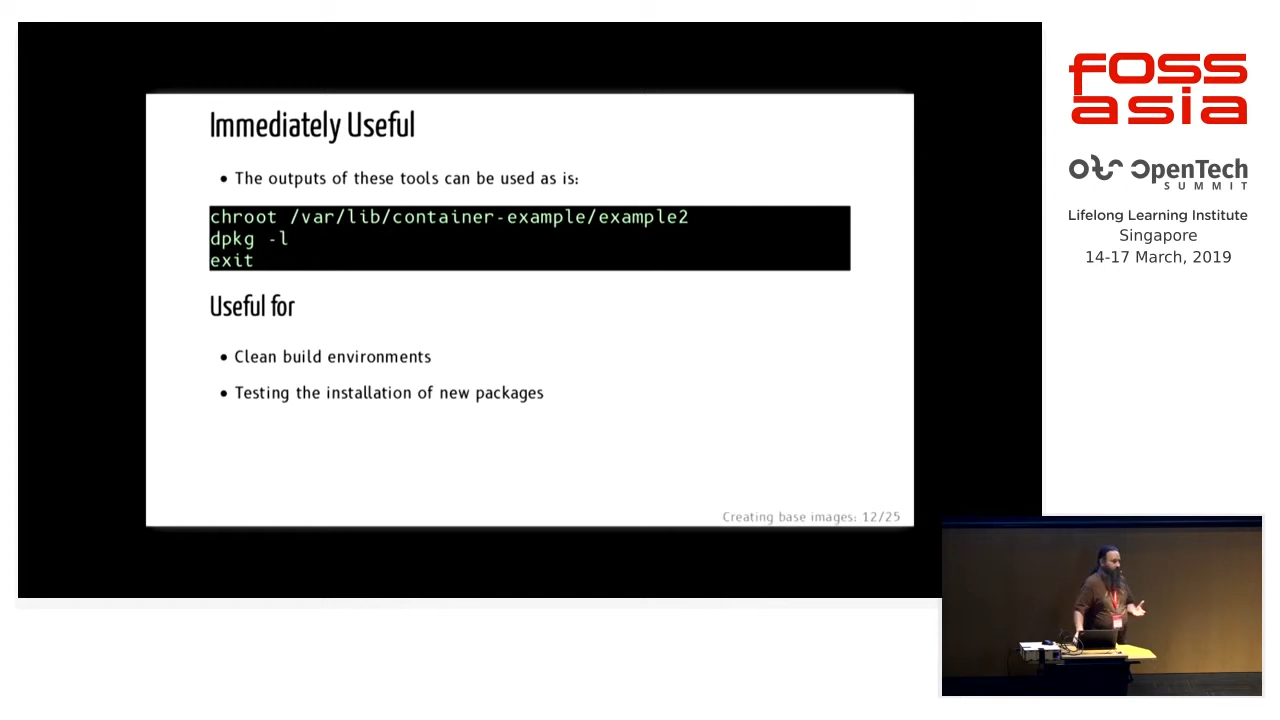 Immediately Useful
• The outputs of these tools can be used as is:
chroot /var/lib/container-example/example2
dpkg -l
exit
Useful for
• Clean build environments
• Testing the installation of new packages
Creating base images: 12/25
fOSS
asia
OpenTech
SUMMIT
Lifelong Learning Institute
Singapore
14-17 March, 2019